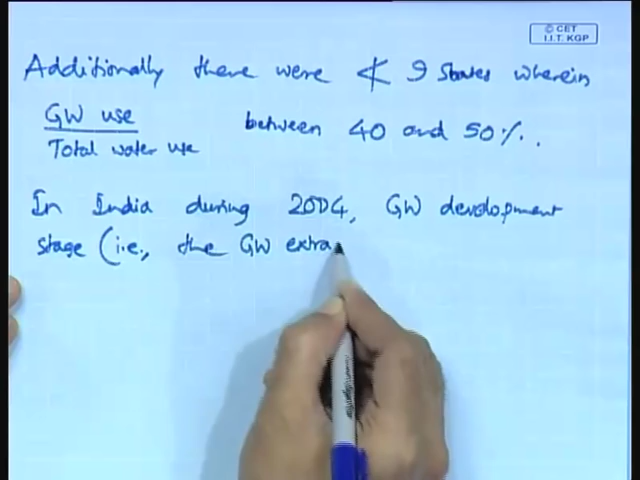 © CET
I.I.T. KGP
Additionally there were 9 States wherein
GW use
Total water use
between 40 and 50%.
In India during 2004, GW development
stage (i.e., the GW extra